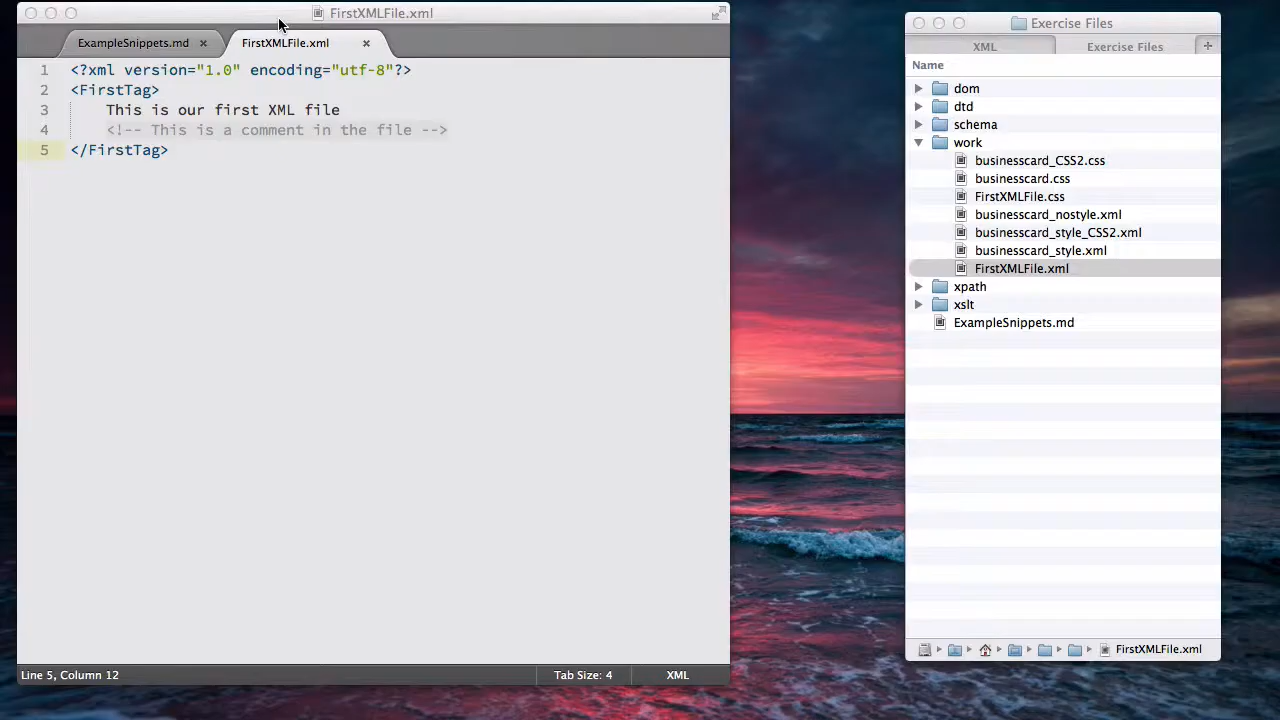 FirstXMLFile.xml
ExampleSnippets.md ×
FirstXMLFile.xml ×
1 <?xml version="1.0" encoding="utf-8"?>
2 <FirstTag>
3 This is our first XML file
4 <!-- This is a comment in the file -->
5 </FirstTag>
Line 5, Column 12
Tab Size: 4
XML
Exercise Files
XML
Exercise Files
+
Name
dom
dtd
schema
work
businesscard_CSS2.css
businesscard.css
FirstXMLFile.css
businesscard_nostyle.xml
businesscard_style_CSS2.xml
businesscard_style.xml
FirstXMLFile.xml
xpath
xslt
ExampleSnippets.md
FirstXMLFile.xml